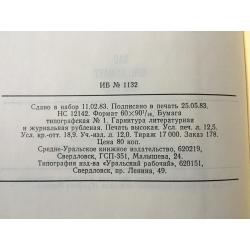 ИБ № 1132
Сдано в набор 11.02.83. Подписано в печать 25.05.83.
НС 12142. Формат 60×90¹/₁₆. Бумага
типографская № 1. Гарнитура литературная
и журнальная рубленая. Печать высокая. Усл. печ. л. 12,5.
Усл. кр.-отт. 18,9. Уч.-изд. л. 12,0. Тираж 17 000. Заказ 178.
Цена 80 коп.
Средне-Уральское книжное издательство, 620219,
Свердловск, ГСП-351, Малышева, 24.
Типография изд-ва «Уральский рабочий», 620151,
Свердловск, пр. Ленина, 49.